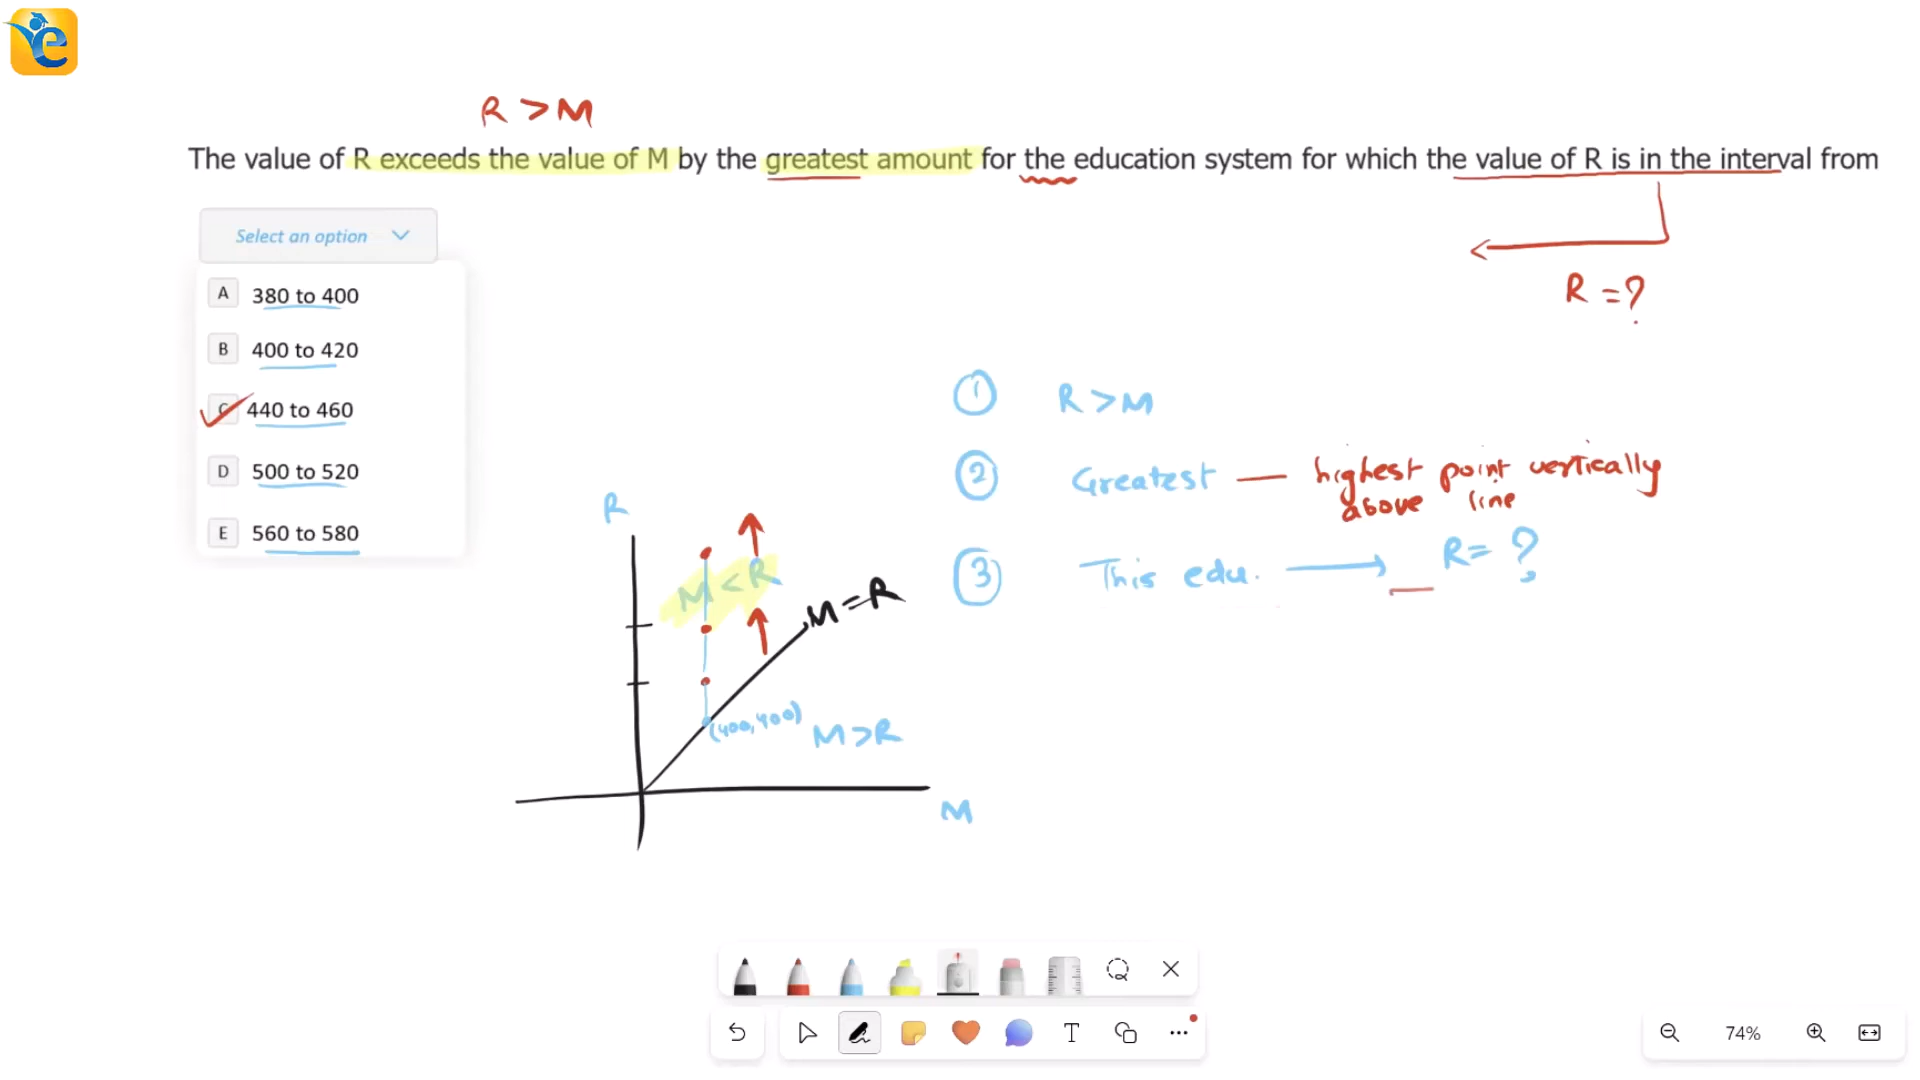 R > M
The value of R exceeds the value of M by the greatest amount for the education system for which the value of R is in the interval from
Select an option
A 380 to 400
B 400 to 420
C 440 to 460
D 500 to 520
E 560 to 580
R = ?
① R > M
② Greatest — highest point vertically
above line
③ This edu. → R = ?
R
M < R
M = R
(400,400)
M > R
M
T
74%